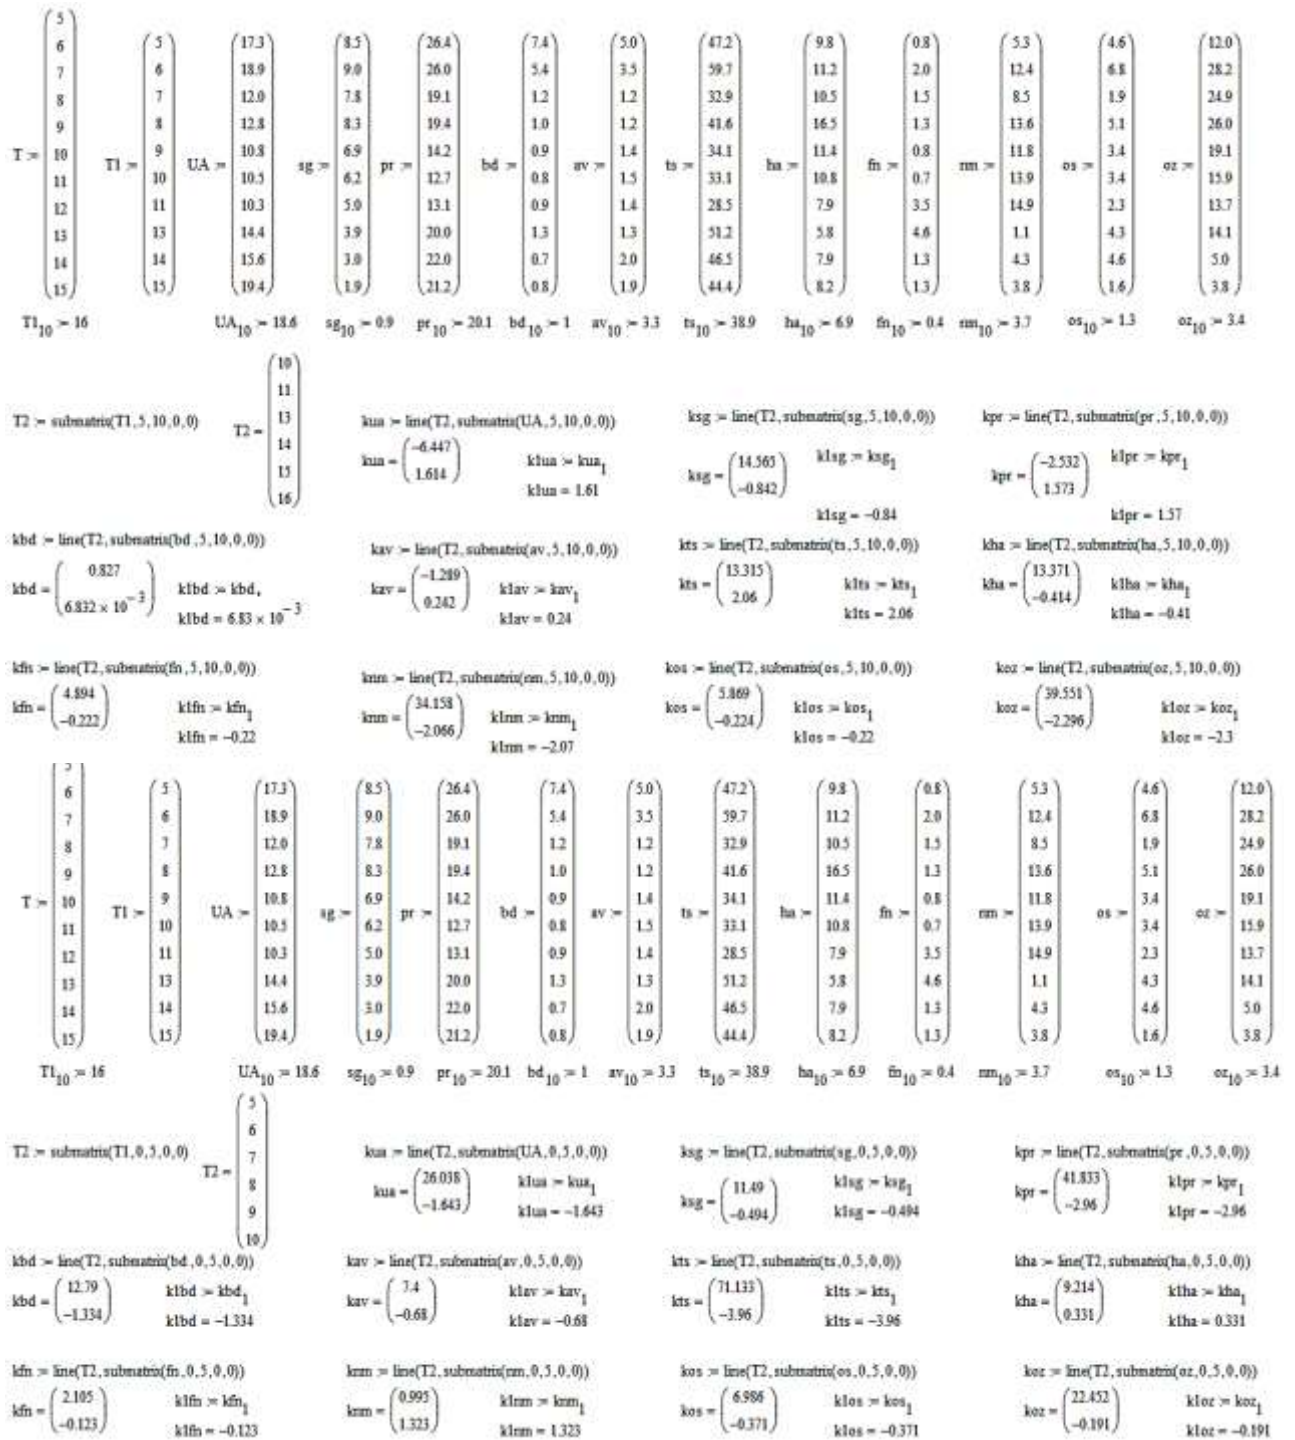 T := (5 6 7 8 9 10 11 12 13 14 15)
T1 := (5 6 7 8 9 10 11 13 14 15)
UA := (17.3 18.9 12.0 12.8 10.8 10.5 10.3 14.4 15.6 19.4)
sg := (8.5 9.0 7.8 8.3 6.9 6.2 5.0 3.9 3.0 1.9)
pr := (26.4 26.0 19.1 19.4 14.2 12.7 13.1 20.0 22.0 21.2)
bd := (7.4 5.4 1.2 1.0 0.9 0.8 0.9 1.3 0.7 0.8)
av := (5.0 3.5 1.2 1.2 1.4 1.5 1.4 1.3 2.0 1.9)
ts := (47.2 59.7 32.9 41.6 34.1 33.1 28.5 51.2 46.5 44.4)
ha := (9.8 11.2 10.5 16.5 11.4 10.8 7.9 5.8 7.9 8.2)
fn := (0.8 2.0 1.5 1.3 0.8 0.7 3.5 4.6 1.3 1.3)
nm := (5.3 12.4 8.5 13.6 11.8 13.9 14.9 1.1 4.3 3.8)
os := (4.6 6.8 1.9 5.1 3.4 3.4 2.3 4.3 4.6 1.6)
oz := (12.0 28.2 24.9 26.0 19.1 15.9 13.7 14.1 5.0 3.8)
T1₁₀ := 16 UA₁₀ := 18.6 sg₁₀ := 0.9 pr₁₀ := 20.1 bd₁₀ := 1 av₁₀ := 3.3 ts₁₀ := 38.9 ha₁₀ := 6.9 fn₁₀ := 0.4 nm₁₀ := 3.7 os₁₀ := 1.3 oz₁₀ := 3.4
T2 := submatrix(T1,5,10,0,0) T2 = (10 11 13 14 15 16)
kua := line(T2,submatrix(UA,5,10,0,0))
kua = (−6.447 1.614) k1ua := kua₁
k1ua = 1.61
ksg := line(T2,submatrix(sg,5,10,0,0))
ksg = (14.565 −0.842) k1sg := ksg₁
k1sg = −0.84
kpr := line(T2,submatrix(pr,5,10,0,0))
kpr = (−2.532 1.573) k1pr := kpr₁
k1pr = 1.57
kbd := line(T2,submatrix(bd,5,10,0,0))
kbd = (0.827 6.832 × 10⁻³) k1bd := kbd,
k1bd = 6.83 × 10⁻³
kav := line(T2,submatrix(av,5,10,0,0))
kav = (−1.289 0.242) k1av := kav₁
k1av = 0.24
kts := line(T2,submatrix(ts,5,10,0,0))
kts = (13.315 2.06) k1ts := kts₁
k1ts = 2.06
kha := line(T2,submatrix(ha,5,10,0,0))
kha = (13.371 −0.414) k1ha := kha₁
k1ha = −0.41
kfn := line(T2,submatrix(fn,5,10,0,0))
kfn = (4.894 −0.222) k1fn := kfn₁
k1fn = −0.22
knm := line(T2,submatrix(nm,5,10,0,0))
knm = (34.158 −2.066) k1nm := knm₁
k1nm = −2.07
kos := line(T2,submatrix(os,5,10,0,0))
kos = (5.869 −0.224) k1os := kos₁
k1os = −0.22
koz := line(T2,submatrix(oz,5,10,0,0))
koz = (39.551 −2.296) k1oz := koz₁
k1oz = −2.3
T := (5 6 7 8 9 10 11 12 13 14 15)
T1 := (5 6 7 8 9 10 11 13 14 15)
UA := (17.3 18.9 12.0 12.8 10.8 10.5 10.3 14.4 15.6 19.4)
sg := (8.5 9.0 7.8 8.3 6.9 6.2 5.0 3.9 3.0 1.9)
pr := (26.4 26.0 19.1 19.4 14.2 12.7 13.1 20.0 22.0 21.2)
bd := (7.4 5.4 1.2 1.0 0.9 0.8 0.9 1.3 0.7 0.8)
av := (5.0 3.5 1.2 1.2 1.4 1.5 1.4 1.3 2.0 1.9)
ts := (47.2 59.7 32.9 41.6 34.1 33.1 28.5 51.2 46.5 44.4)
ha := (9.8 11.2 10.5 16.5 11.4 10.8 7.9 5.8 7.9 8.2)
fn := (0.8 2.0 1.5 1.3 0.8 0.7 3.5 4.6 1.3 1.3)
nm := (5.3 12.4 8.5 13.6 11.8 13.9 14.9 1.1 4.3 3.8)
os := (4.6 6.8 1.9 5.1 3.4 3.4 2.3 4.3 4.6 1.6)
oz := (12.0 28.2 24.9 26.0 19.1 15.9 13.7 14.1 5.0 3.8)
T1₁₀ := 16 UA₁₀ := 18.6 sg₁₀ := 0.9 pr₁₀ := 20.1 bd₁₀ := 1 av₁₀ := 3.3 ts₁₀ := 38.9 ha₁₀ := 6.9 fn₁₀ := 0.4 nm₁₀ := 3.7 os₁₀ := 1.3 oz₁₀ := 3.4
T2 := submatrix(T1,0,5,0,0) T2 = (5 6 7 8 9 10)
kua := line(T2,submatrix(UA,0,5,0,0))
kua = (26.038 −1.643) k1ua := kua₁
k1ua = −1.643
ksg := line(T2,submatrix(sg,0,5,0,0))
ksg = (11.49 −0.494) k1sg := ksg₁
k1sg = −0.494
kpr := line(T2,submatrix(pr,0,5,0,0))
kpr = (41.833 −2.96) k1pr := kpr₁
k1pr = −2.96
kbd := line(T2,submatrix(bd,0,5,0,0))
kbd = (12.79 −1.334) k1bd := kbd₁
k1bd = −1.334
kav := line(T2,submatrix(av,0,5,0,0))
kav = (7.4 −0.68) k1av := kav₁
k1av = −0.68
kts := line(T2,submatrix(ts,0,5,0,0))
kts = (71.133 −3.96) k1ts := kts₁
k1ts = −3.96
kha := line(T2,submatrix(ha,0,5,0,0))
kha = (9.214 0.331) k1ha := kha₁
k1ha = 0.331
kfn := line(T2,submatrix(fn,0,5,0,0))
kfn = (2.105 −0.123) k1fn := kfn₁
k1fn = −0.123
knm := line(T2,submatrix(nm,0,5,0,0))
knm = (0.995 1.323) k1nm := knm₁
k1nm = 1.323
kos := line(T2,submatrix(os,0,5,0,0))
kos = (6.986 −0.371) k1os := kos₁
k1os = −0.371
koz := line(T2,submatrix(oz,0,5,0,0))
koz = (22.452 −0.191) k1oz := koz₁
k1oz = −0.191